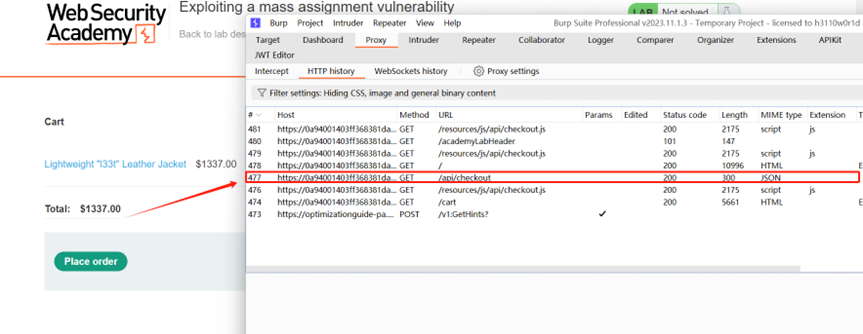 Web Security
Academy
Exploiting a mass assignment vulnerability
Back to lab des
LAB Not solved
Cart
Lightweight "l33t" Leather Jacket $1337.00
Total: $1337.00
Place order
Burp Project Intruder Repeater View Help Burp Suite Professional v2023.11.1.3 - Temporary Project - licensed to h3110w0r1d
Target Dashboard Proxy Intruder Repeater Collaborator Logger Comparer Organizer Extensions APIKit
JWT Editor
Intercept HTTP history WebSockets history Proxy settings
Filter settings: Hiding CSS, image and general binary content
# Host Method URL Params Edited Status code Length MIME type Extension T
481 https://0a94001403ff368381da... GET /resources/js/api/checkout.js 200 2175 script js
480 https://0a94001403ff368381da... GET /academyLabHeader 101 147
479 https://0a94001403ff368381da... GET /resources/js/api/checkout.js 200 2175 script js
478 https://0a94001403ff368381da... GET / 200 10996 HTML E
477 https://0a94001403ff368381da... GET /api/checkout 200 300 JSON
476 https://0a94001403ff368381da... GET /resources/js/api/checkout.js 200 2175 script js
474 https://0a94001403ff368381da... GET /cart 200 5661 HTML E
473 https://optimizationguide-pa.... POST /v1:GetHints? ✓